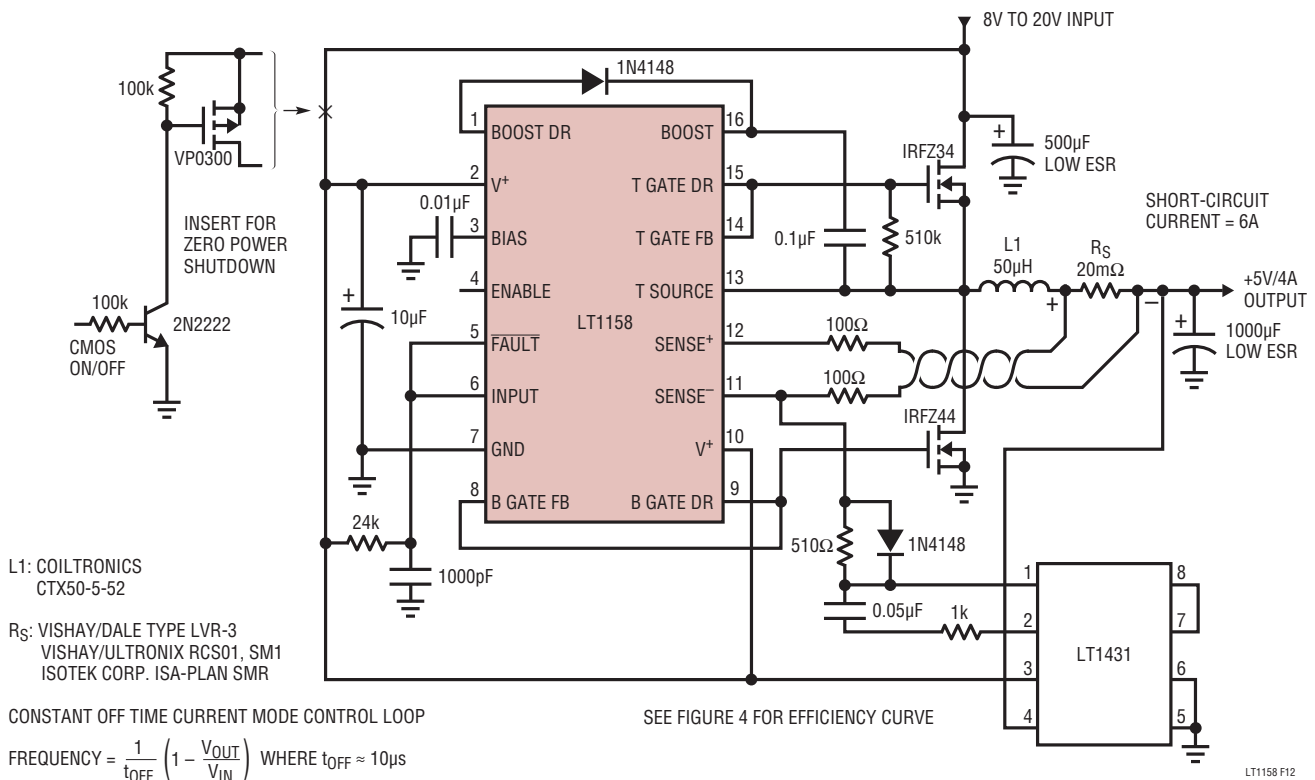 8V TO 20V INPUT
100k
VP0300
INSERT FOR
ZERO POWER
SHUTDOWN
100k
2N2222
CMOS
ON/OFF
1N4148
1
BOOST DR
BOOST
16
2
V+
T GATE DR
15
0.01µF
3
BIAS
T GATE FB
14
4
ENABLE
T SOURCE
13
LT1158
5
FAULT
SENSE+
12
6
INPUT
SENSE–
11
7
GND
V+
10
8
B GATE FB
B GATE DR
9
+
10µF
24k
1000pF
0.1µF
510k
IRFZ34
+
500µF
LOW ESR
SHORT-CIRCUIT
CURRENT = 6A
L1
50µH
+
RS
20mΩ
–
+5V/4A
OUTPUT
+
1000µF
LOW ESR
100Ω
100Ω
IRFZ44
510Ω
1N4148
0.05µF
1k
1
2
3
4
LT1431
8
7
6
5
L1: COILTRONICS
CTX50-5-52
RS: VISHAY/DALE TYPE LVR-3
VISHAY/ULTRONIX RCS01, SM1
ISOTEK CORP. ISA-PLAN SMR
CONSTANT OFF TIME CURRENT MODE CONTROL LOOP
FREQUENCY = 1/tOFF (1 – VOUT/VIN) WHERE tOFF ≈ 10µs
SEE FIGURE 4 FOR EFFICIENCY CURVE
LT1158 F12